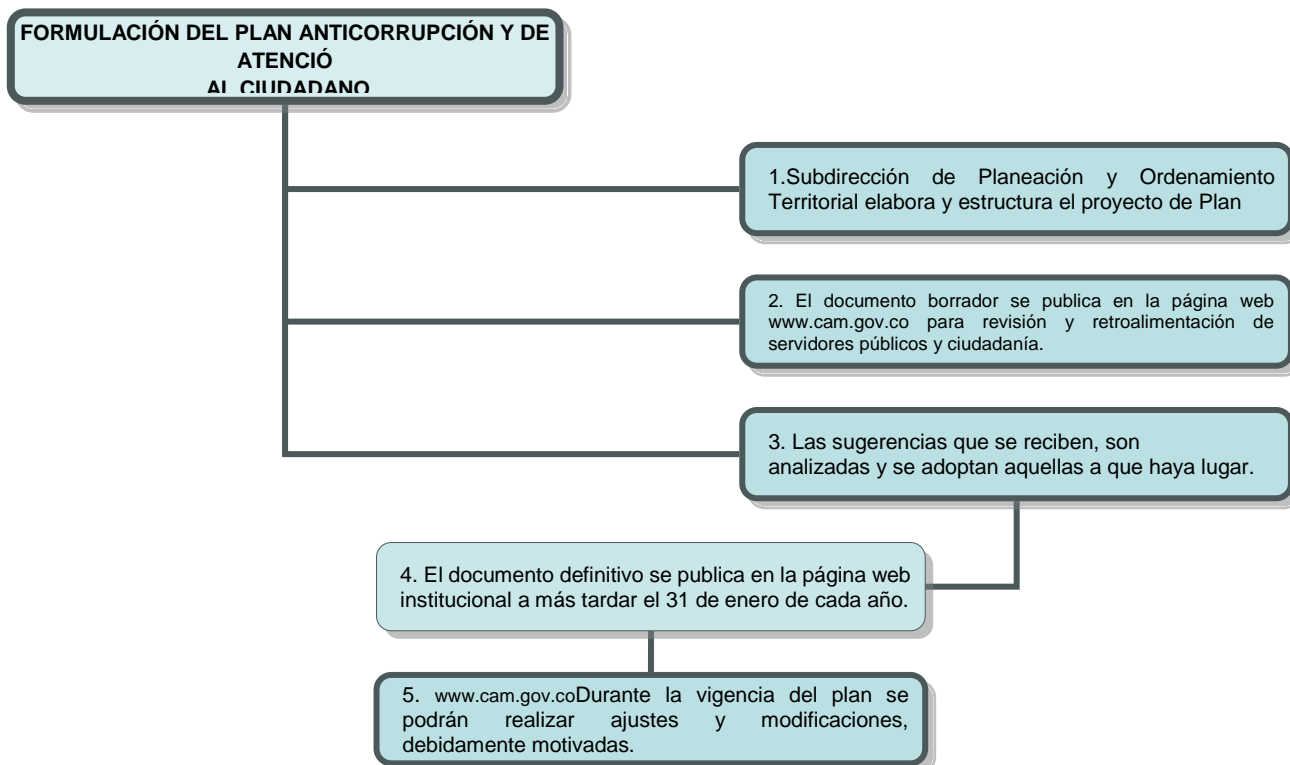 FORMULACIÓN DEL PLAN ANTICORRUPCIÓN Y DE
ATENCIÓ
AL CIUDADANO
1.Subdirección de Planeación y Ordenamiento
Territorial elabora y estructura el proyecto de Plan
2. El documento borrador se publica en la página web
www.cam.gov.co para revisión y retroalimentación de
servidores públicos y ciudadanía.
3. Las sugerencias que se reciben, son
analizadas y se adoptan aquellas a que haya lugar.
4. El documento definitivo se publica en la página web
institucional a más tardar el 31 de enero de cada año.
5. www.cam.gov.coDurante la vigencia del plan se
podrán realizar ajustes y modificaciones,
debidamente motivadas.